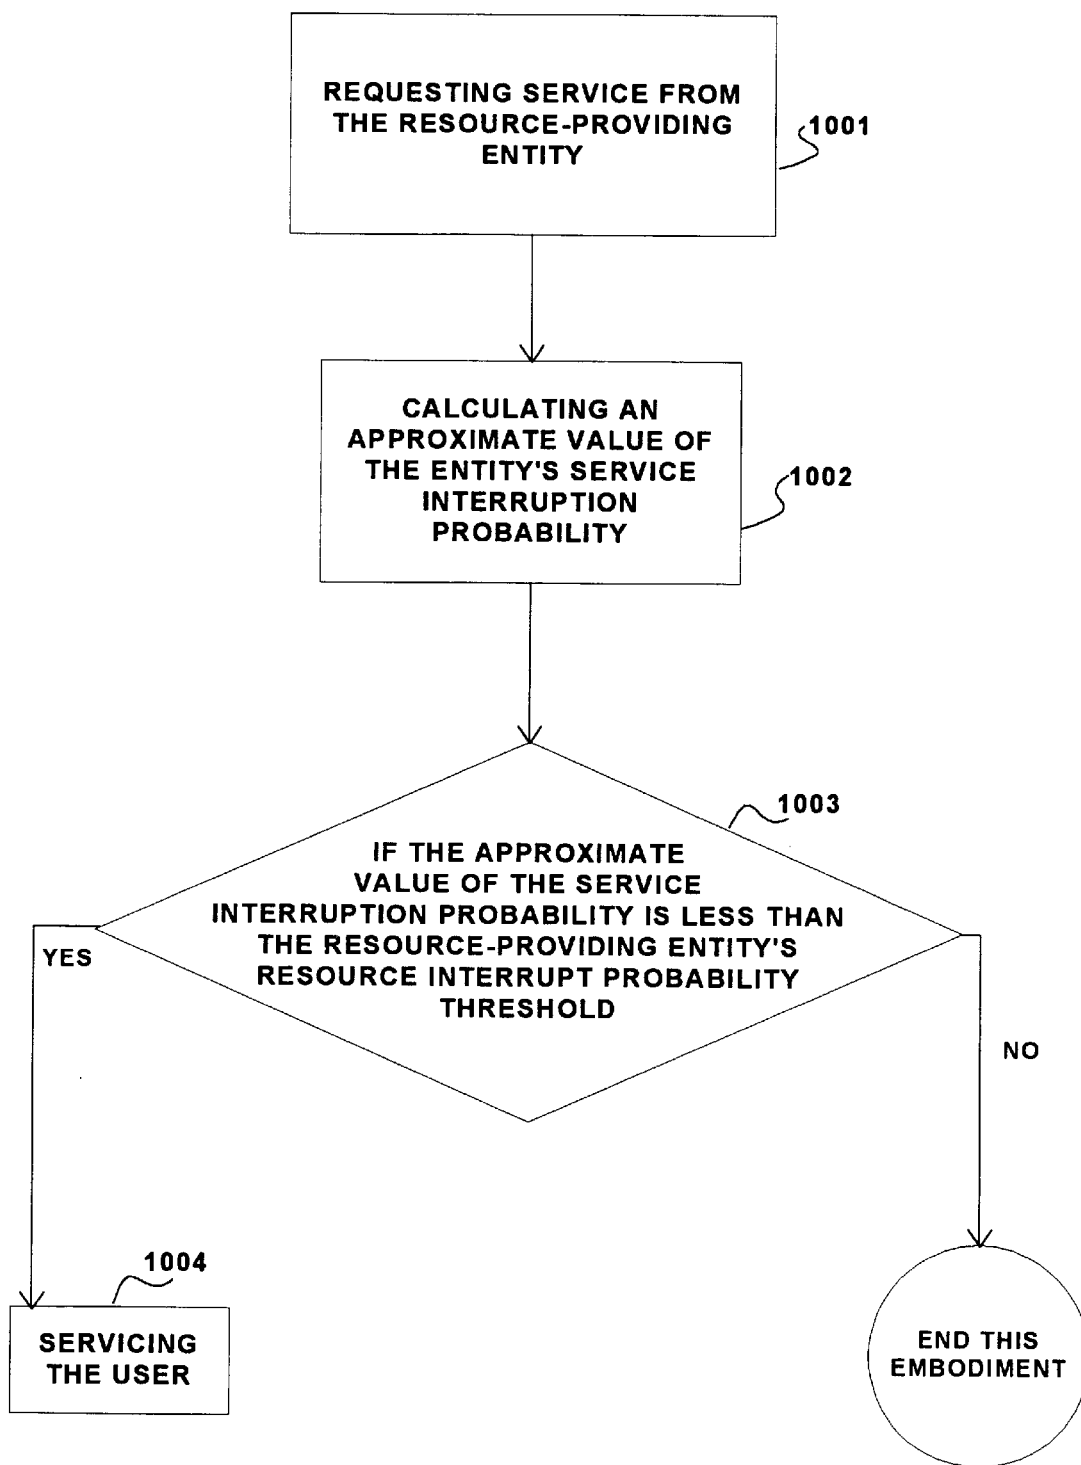 REQUESTING SERVICE FROM
THE RESOURCE-PROVIDING
ENTITY
1001
CALCULATING AN
APPROXIMATE VALUE OF
THE ENTITY'S SERVICE
INTERRUPTION
PROBABILITY
1002
1003
IF THE APPROXIMATE
VALUE OF THE SERVICE
INTERRUPTION PROBABILITY IS LESS THAN
THE RESOURCE-PROVIDING ENTITY'S
RESOURCE INTERRUPT PROBABILITY
THRESHOLD
YES
NO
1004
SERVICING
THE USER
END THIS
EMBODIMENT